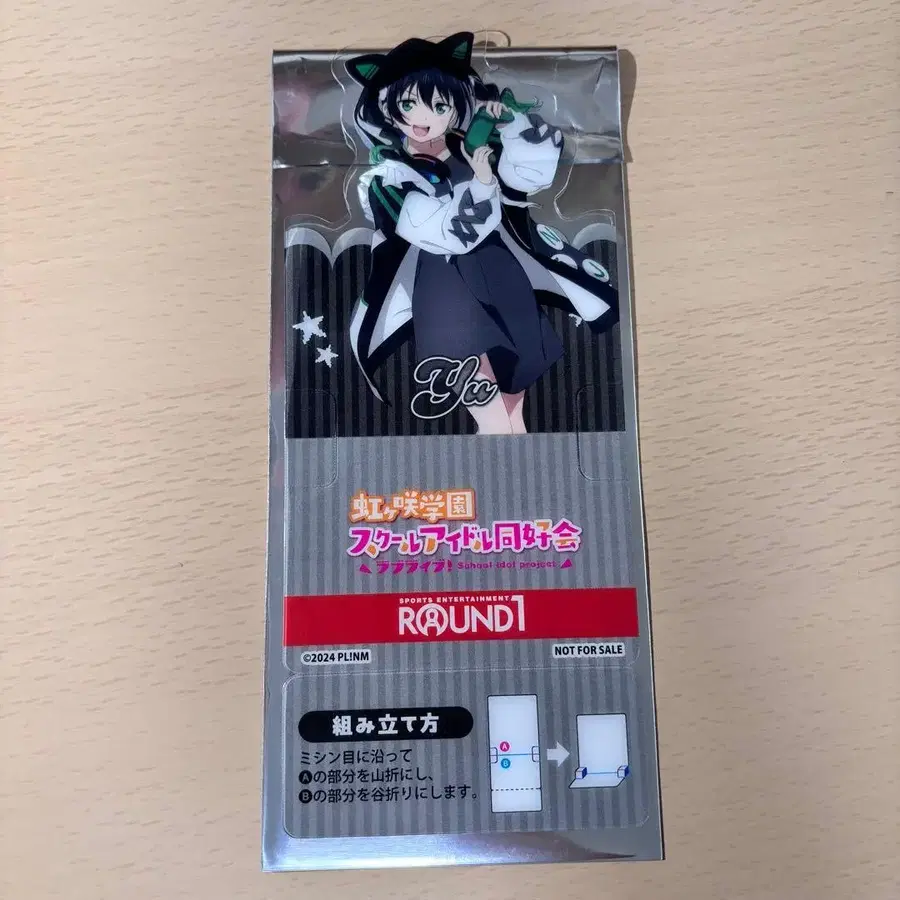 Yu
虹ヶ咲学園
スクールアイドル同好会
ラブライブ! School idol project
SPORTS ENTERTAINMENT
ROUND1
©2024 PL!NM
NOT FOR SALE
組み立て方
ミシン目に沿って
Aの部分を山折にし、
Bの部分を谷折りにします。
A
B